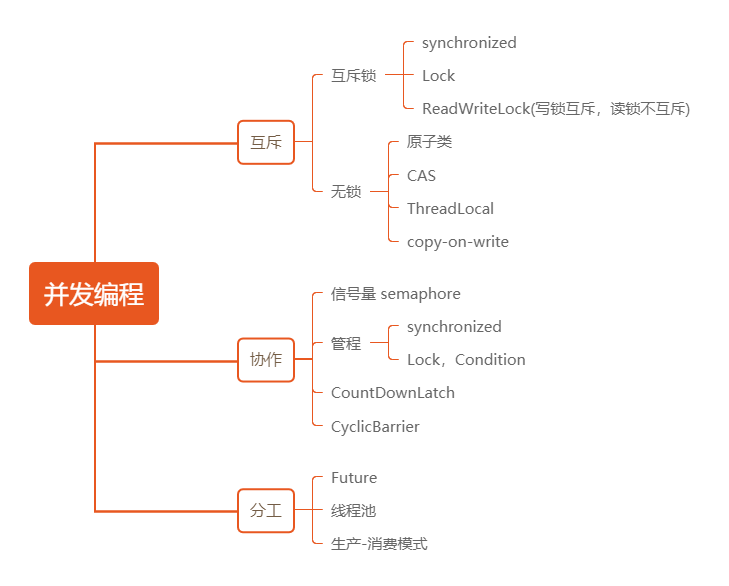 并发编程
互斥
互斥锁
synchronized
Lock
ReadWriteLock(写锁互斥，读锁不互斥)
无锁
原子类
CAS
ThreadLocal
copy-on-write
协作
信号量 semaphore
管程
synchronized
Lock，Condition
CountDownLatch
CyclicBarrier
分工
Future
线程池
生产-消费模式